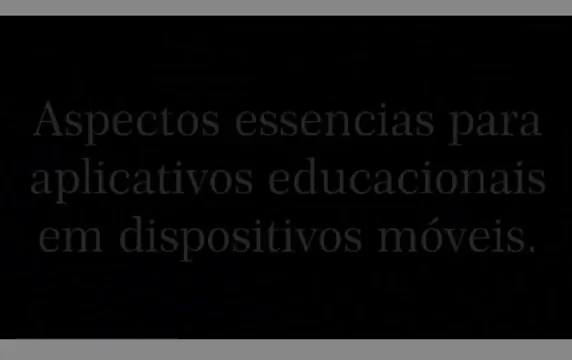 Aspectos essencias para
aplicativos educacionais
em dispositivos móveis.